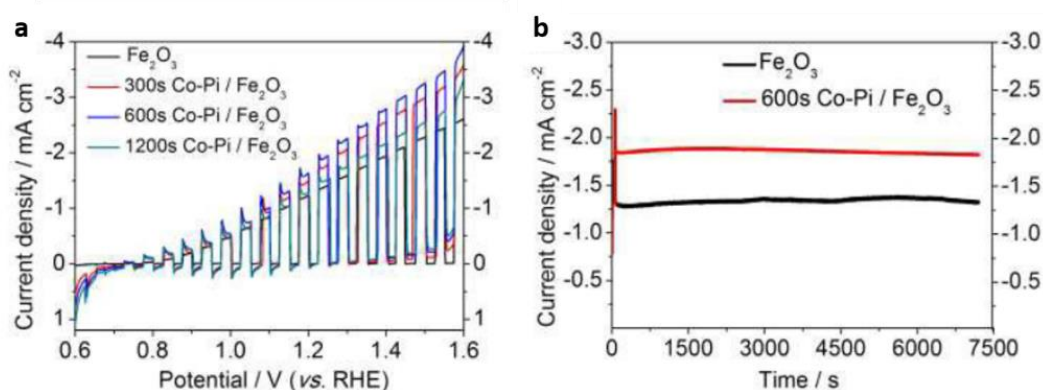 a
-4
-3
-2
-1
0
1
-4
-3
-2
-1
0
1
Fe₂O₃
300s Co-Pi / Fe₂O₃
600s Co-Pi / Fe₂O₃
1200s Co-Pi / Fe₂O₃
Current density / mA cm⁻²
0.6 0.8 1.0 1.2 1.4 1.6
Potential / V (vs. RHE)
b
-3.0
-2.5
-2.0
-1.5
-1.0
-0.5
-3.0
-2.5
-2.0
-1.5
-1.0
-0.5
Fe₂O₃
600s Co-Pi / Fe₂O₃
Current density / mA cm⁻²
0 1500 3000 4500 6000 7500
Time / s